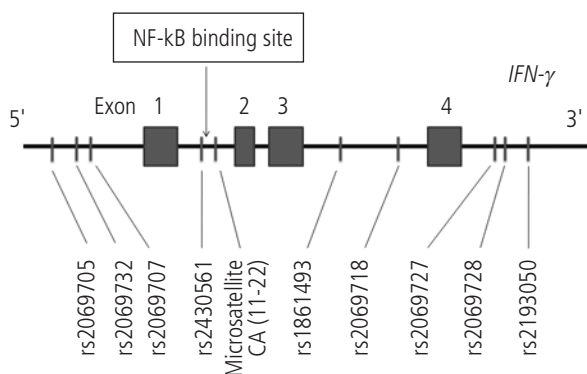 NF-kB binding site
IFN-γ
5'
Exon
1
2
3
4
3'
rs2069705
rs2069732
rs2069707
rs2430561
Microsatellite
CA (11-22)
rs1861493
rs2069718
rs2069727
rs2069728
rs2193050